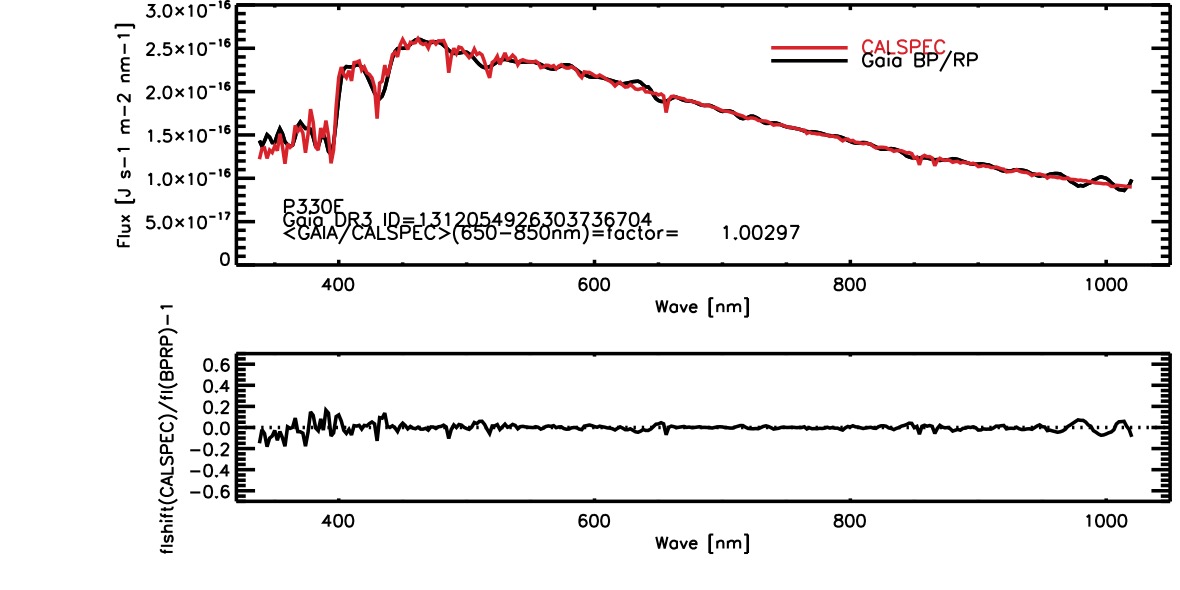 3.0×10−16
2.5×10−16
2.0×10−16
1.5×10−16
1.0×10−16
5.0×10−17
0
Flux [J s−1 m−2 nm−1]
CALSPEC
Gaia BP/RP
P330E
Gaia DR3 ID=1312054926303736704
<GAIA/CALSPEC>(650−850nm)=factor= 1.00297
400 600 800 1000
Wave [nm]
flshift(CALSPEC)/fl(BPRP)−1
0.6
0.4
0.2
0.0
−0.2
−0.4
−0.6
400 600 800 1000
Wave [nm]